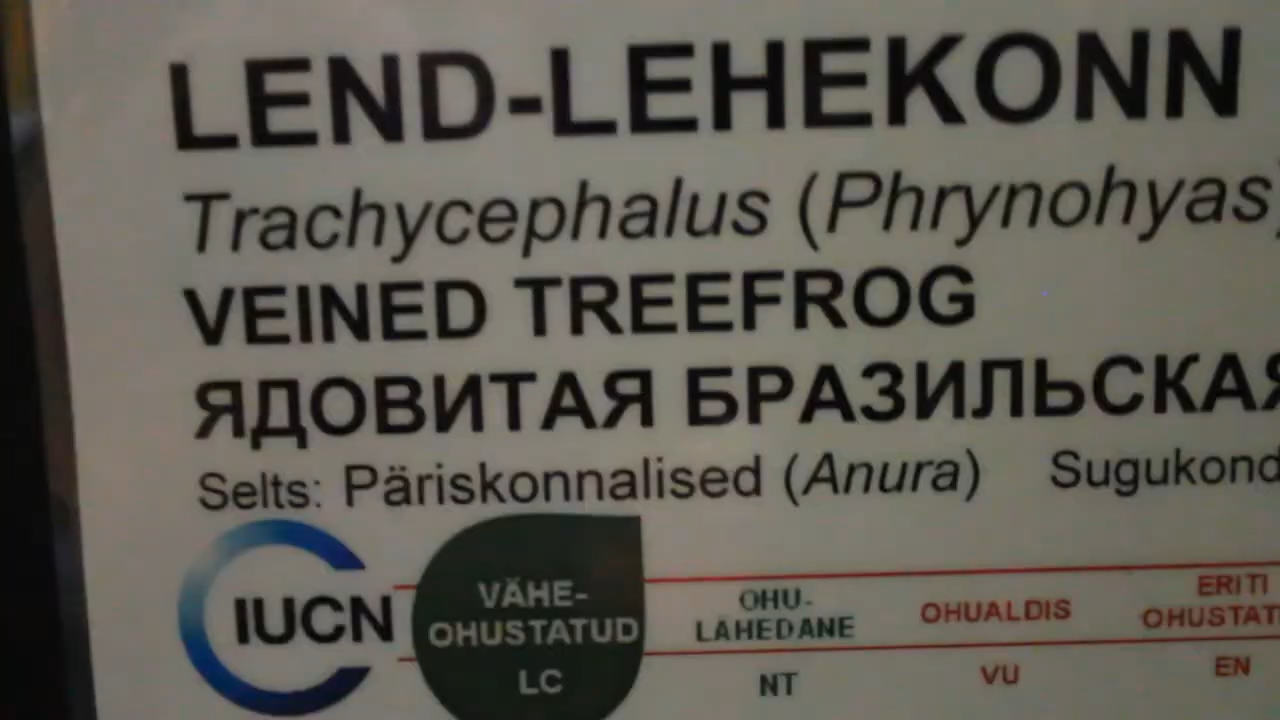 LEND-LEHEKONN
Trachycephalus (Phrynohyas)
VEINED TREEFROG
ЯДОВИТАЯ БРАЗИЛЬСКАЯ
Selts: Päriskonnalised (Anura) Sugukond
IUCN
VÄHE-
OHUSTATUD
LC
OHU-
LÄHEDANE
NT
OHUALDIS
VU
ERITI
OHUSTAT
EN